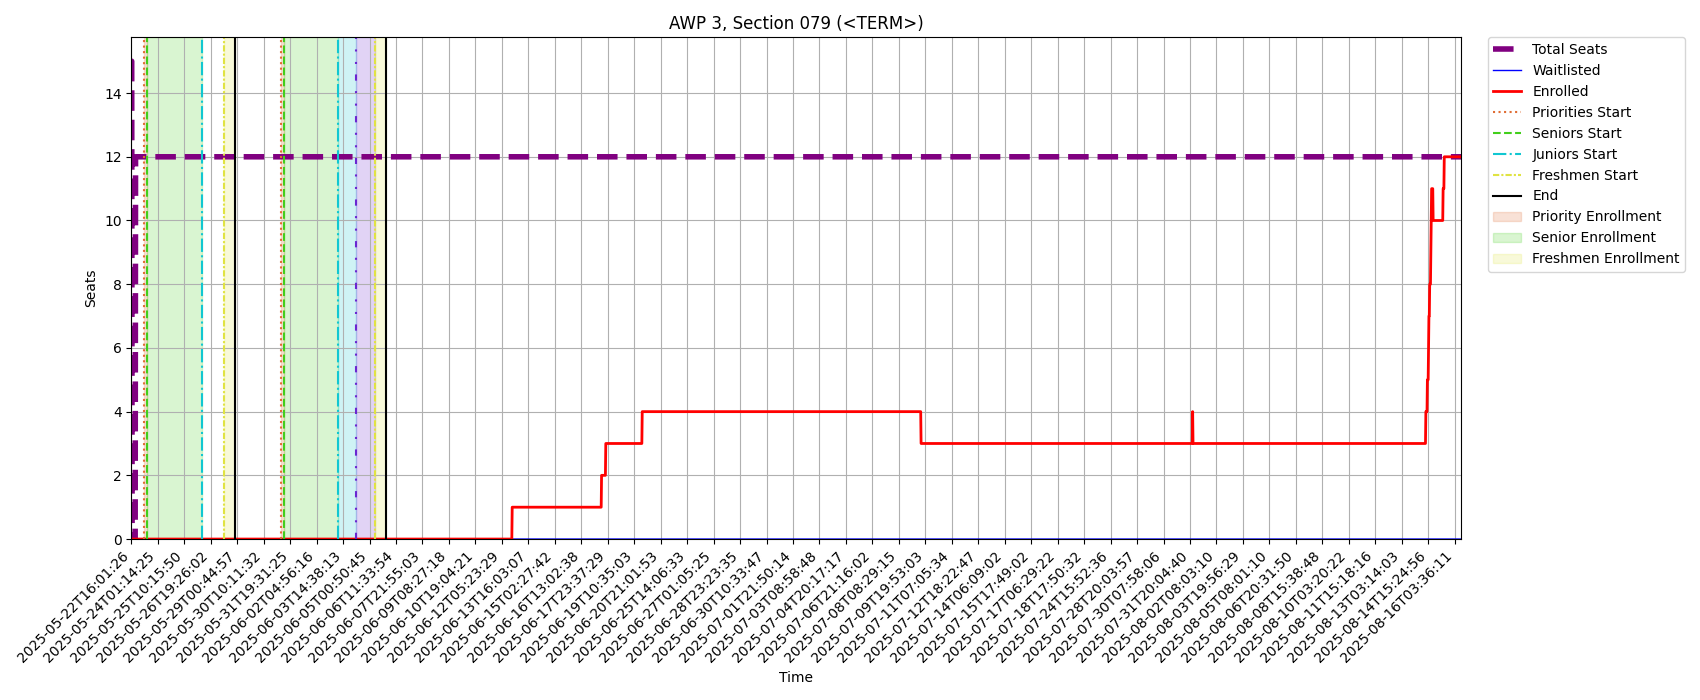 AWP 3, Section 079 (<TERM>)
Total Seats
Waitlisted
Enrolled
Priorities Start
Seniors Start
Juniors Start
Freshmen Start
End
Priority Enrollment
Senior Enrollment
Freshmen Enrollment
Seats
14
12
10
8
6
4
2
0
2025-05-22T16:01:26
2025-05-24T01:14:25
2025-05-25T10:15:50
2025-05-26T19:26:02
2025-05-29T00:44:57
2025-05-30T10:11:32
2025-05-31T19:31:25
2025-06-02T04:56:16
2025-06-03T14:38:13
2025-06-05T00:50:45
2025-06-06T11:33:54
2025-06-07T21:55:03
2025-06-09T08:27:18
2025-06-10T19:04:21
2025-06-12T05:23:29
2025-06-13T16:03:07
2025-06-15T02:27:42
2025-06-16T13:02:38
2025-06-17T23:37:29
2025-06-19T10:35:03
2025-06-20T21:01:53
2025-06-25T14:06:33
2025-06-27T01:05:25
2025-06-28T23:23:35
2025-06-30T10:33:47
2025-07-01T21:50:14
2025-07-03T08:58:48
2025-07-04T20:17:17
2025-07-06T21:16:02
2025-07-08T08:29:15
2025-07-09T19:53:03
2025-07-11T07:05:34
2025-07-12T18:22:47
2025-07-14T06:09:02
2025-07-15T17:49:02
2025-07-17T06:29:22
2025-07-18T17:50:32
2025-07-24T15:52:36
2025-07-28T20:03:57
2025-07-30T07:58:06
2025-07-31T20:04:40
2025-08-02T08:03:10
2025-08-03T19:56:29
2025-08-05T08:01:10
2025-08-06T20:31:50
2025-08-08T15:38:48
2025-08-10T03:20:22
2025-08-11T15:18:16
2025-08-13T03:14:03
2025-08-14T15:24:56
2025-08-16T03:36:11
Time